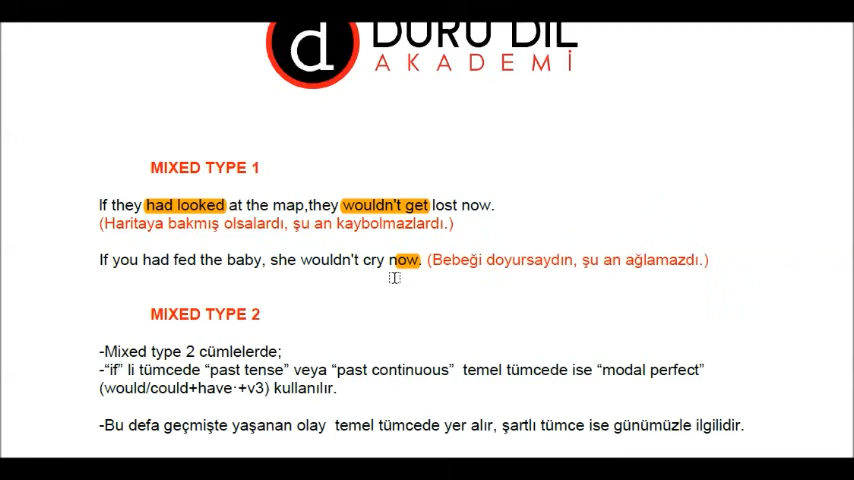 d DURU DİL
AKADEMİ
MIXED TYPE 1
If they had looked at the map,they wouldn't get lost now.
(Haritaya bakmış olsalardı, şu an kaybolmazlardı.)
If you had fed the baby, she wouldn't cry now. (Bebeği doyursaydın, şu an ağlamazdı.)
MIXED TYPE 2
-Mixed type 2 cümlelerde;
-“if” li tümcede “past tense” veya “past continuous” temel tümcede ise “modal perfect”
(would/could+have·+v3) kullanılır.
-Bu defa geçmişte yaşanan olay temel tümcede yer alır, şartlı tümce ise günümüzle ilgilidir.